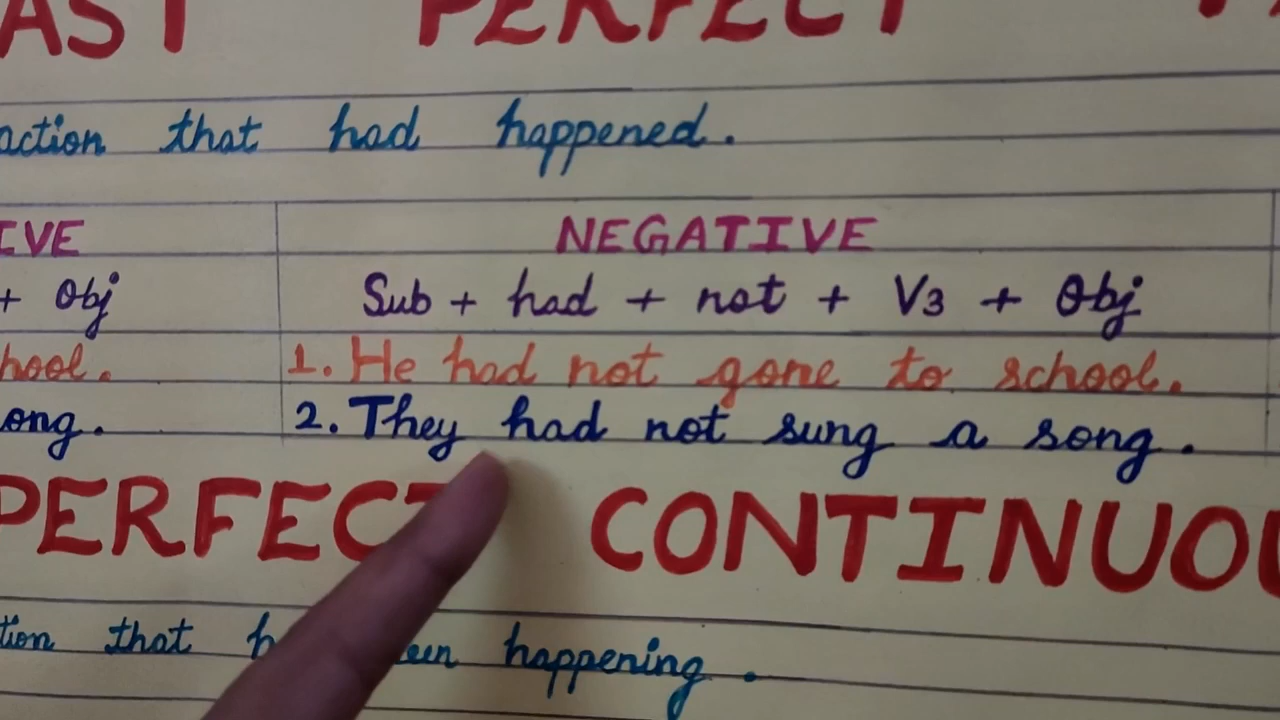 AST PERFECT
action that had happened.
IVE NEGATIVE
+ Obj Sub + had + not + V3 + Obj
hool. 1. He had not gone to school.
ong. 2. They had not sung a song.
PERFECT CONTINUOU
tion that happening.